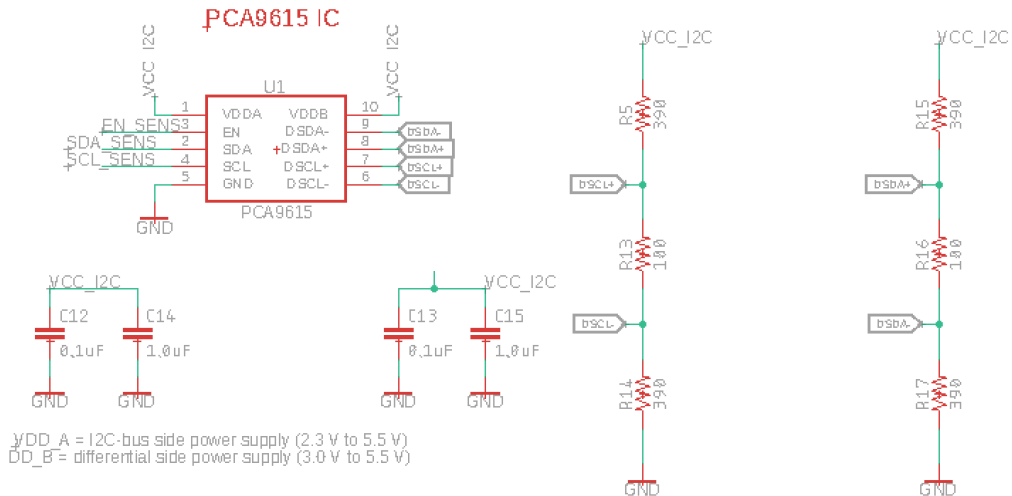 PCA9615 IC
VCC_I2C
VCC_I2C
U1
1 VDDA VDDB 10
EN_SENS 3 EN DSDA- 9 DSDA-
SDA_SENS 2 SDA DSDA+ 8 DSDA+
SCL_SENS 4 SCL DSCL+ 7 DSCL+
5 GND DSCL- 6 DSCL-
PCA9615
GND
VCC_I2C
C12
0.1uF
GND
C14
1.0uF
GND
VCC_I2C
C13
0.1uF
GND
C15
1.0uF
GND
VDD_A = I2C-bus side power supply (2.3 V to 5.5 V)
DD_B = differential side power supply (3.0 V to 5.5 V)
VCC_I2C
R5
390
DSCL+
R13
100
DSCL-
R14
390
GND
VCC_I2C
R15
390
DSDA+
R16
100
DSDA-
R17
390
GND